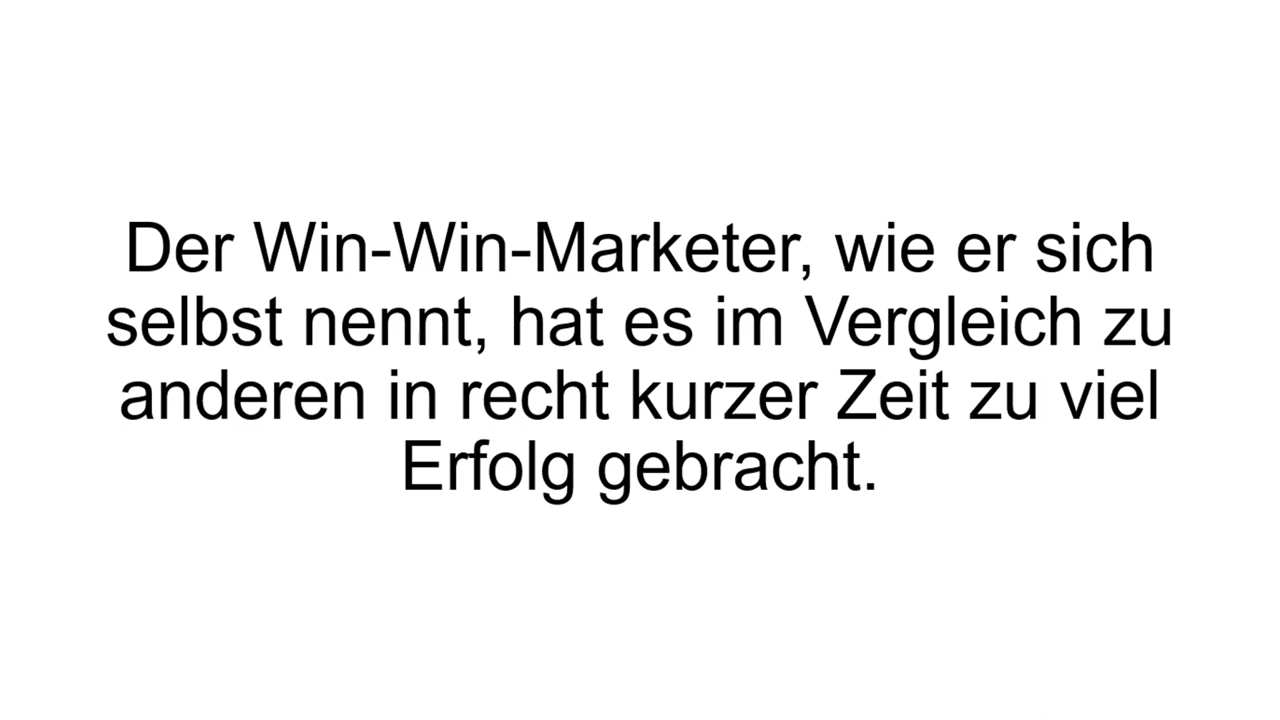 Der Win-Win-Marketer, wie er sich
selbst nennt, hat es im Vergleich zu
anderen in recht kurzer Zeit zu viel
Erfolg gebracht.